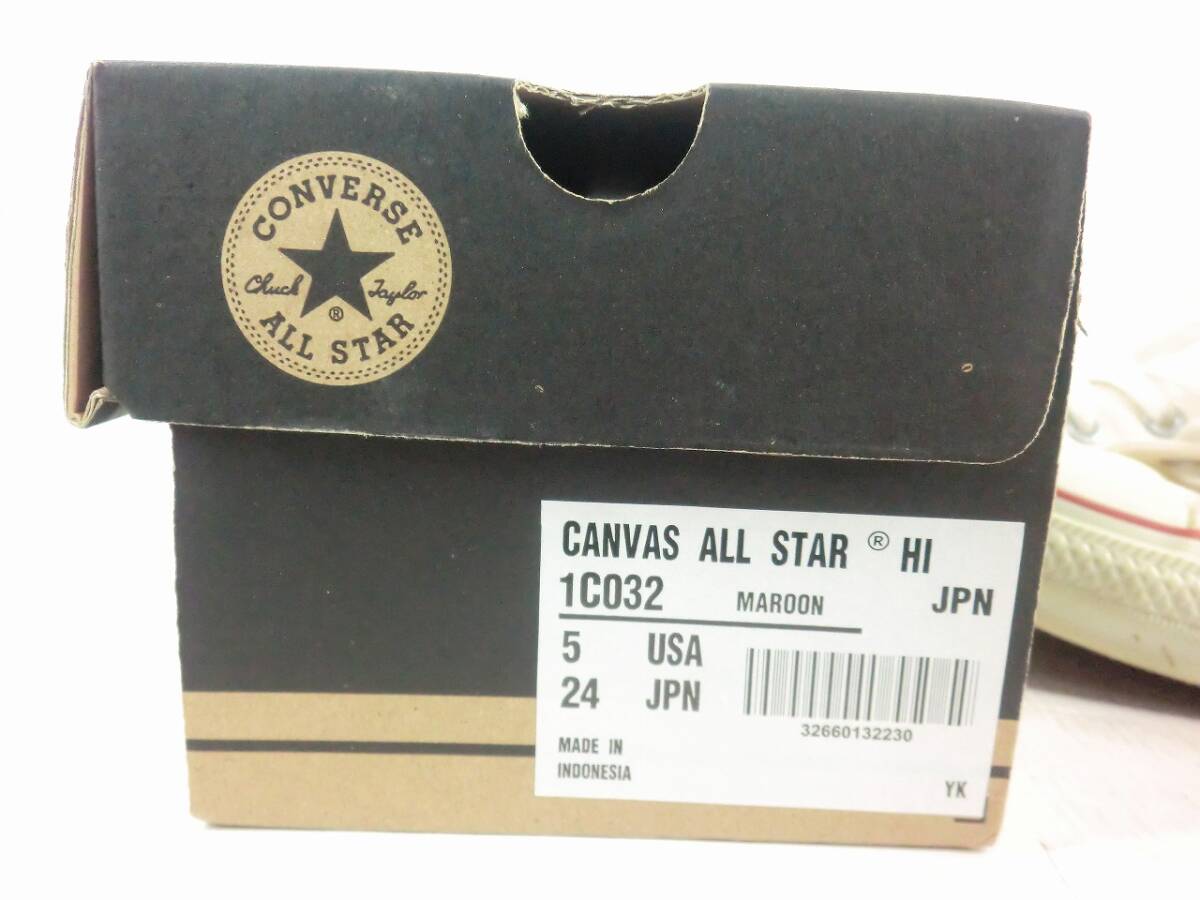 CONVERSE
Chuck Taylor
®
ALL STAR
CANVAS ALL STAR ® HI
1C032 MAROON JPN
5 USA
24 JPN
32660132230
MADE IN
INDONESIA
YK